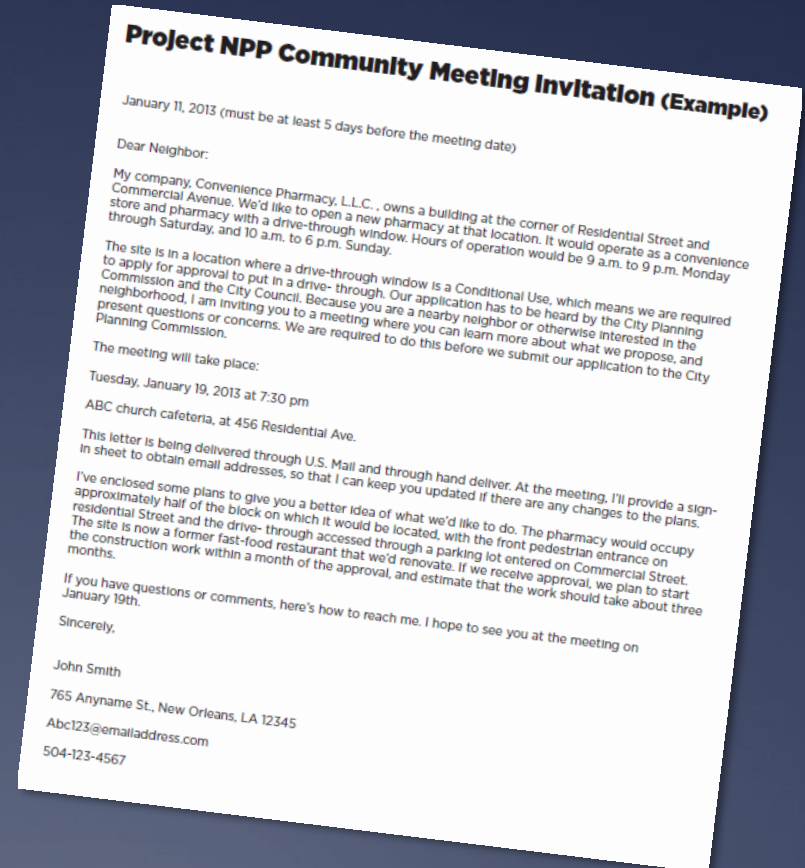 Project NPP Community Meeting Invitation (Example)
January 11, 2013 (must be at least 5 days before the meeting date)
Dear Neighbor:
My company, Convenience Pharmacy, L.L.C. , owns a building at the corner of Residential Street and
Commercial Avenue. We'd like to open a new pharmacy at that location. It would operate as a convenience
store and pharmacy with a drive-through window. Hours of operation would be 9 a.m. to 9 p.m. Monday
through Saturday, and 10 a.m. to 6 p.m. Sunday.
The site is in a location where a drive-through window is a Conditional Use, which means we are required
to apply for approval to put in a drive- through. Our application has to be heard by the City Planning
Commission and the City Council. Because you are a nearby neighbor or otherwise interested in the
neighborhood, I am inviting you to a meeting where you can learn more about what we propose, and
present questions or concerns. We are required to do this before we submit our application to the City
Planning Commission.
The meeting will take place:
Tuesday, January 19, 2013 at 7:30 pm
ABC church cafeteria, at 456 Residential Ave.
This letter is being delivered through U.S. Mail and through hand deliver. At the meeting, I'll provide a sign-
in sheet to obtain email addresses, so that I can keep you updated if there are any changes to the plans.
I've enclosed some plans to give you a better idea of what we'd like to do. The pharmacy would occupy
approximately half of the block on which it would be located, with the front pedestrian entrance on
residential Street and the drive- through accessed through a parking lot entered on Commercial Street.
The site is now a former fast-food restaurant that we'd renovate. If we receive approval, we plan to start
the construction work within a month of the approval, and estimate that the work should take about three
months.
If you have questions or comments, here's how to reach me. I hope to see you at the meeting on
January 19th.
Sincerely,
John Smith
765 Anyname St., New Orleans, LA 12345
Abc123@emailaddress.com
504-123-4567